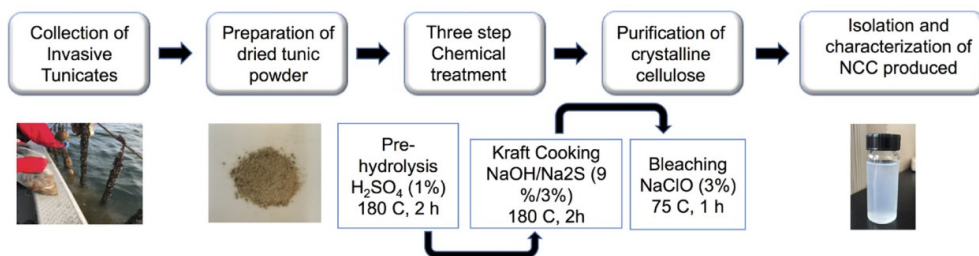 Collection of
Invasive
Tunicates
Preparation of
dried tunic
powder
Three step
Chemical
treatment
Purification of
crystalline
cellulose
Isolation and
characterization of
NCC produced
Pre-
hydrolysis
H₂SO₄ (1%)
180 C, 2 h
Kraft Cooking
NaOH/Na2S (9
%/3%)
180 C, 2h
Bleaching
NaClO (3%)
75 C, 1 h